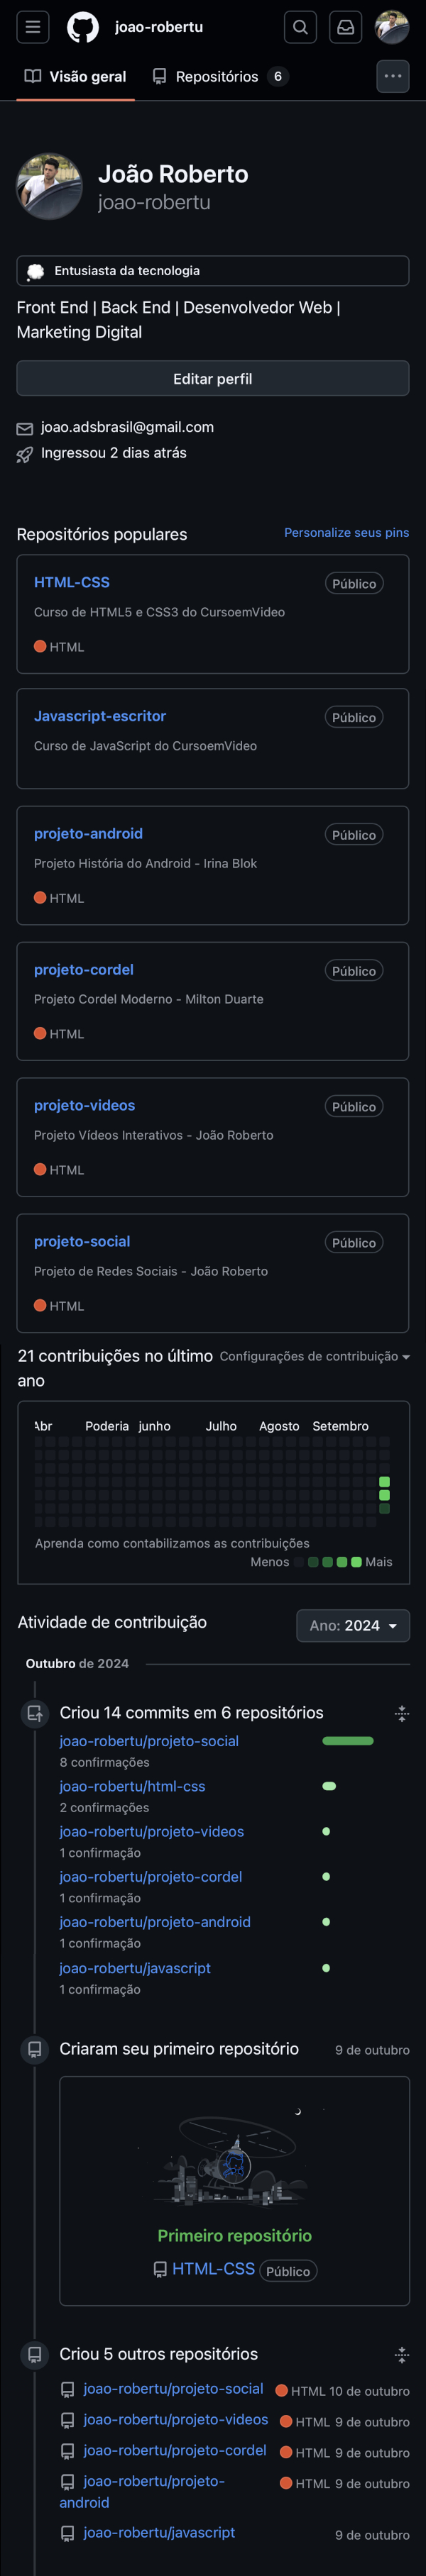 joao-robertu
Visão geral
Repositórios 6
João Roberto
joao-robertu
Entusiasta da tecnologia
Front End | Back End | Desenvolvedor Web |
Marketing Digital
Editar perfil
joao.adsbrasil@gmail.com
Ingressou 2 dias atrás
Repositórios populares Personalize seus pins
HTML-CSS Público
Curso de HTML5 e CSS3 do CursoemVideo
HTML
Javascript-escritor Público
Curso de JavaScript do CursoemVideo
projeto-android Público
Projeto História do Android - Irina Blok
HTML
projeto-cordel Público
Projeto Cordel Moderno - Milton Duarte
HTML
projeto-videos Público
Projeto Vídeos Interativos - João Roberto
HTML
projeto-social Público
Projeto de Redes Sociais - João Roberto
HTML
21 contribuições no último Configurações de contribuição
ano
Abr Poderia junho Julho Agosto Setembro
Aprenda como contabilizamos as contribuições
Menos Mais
Atividade de contribuição Ano: 2024
Outubro de 2024
Criou 14 commits em 6 repositórios
joao-robertu/projeto-social
8 confirmações
joao-robertu/html-css
2 confirmações
joao-robertu/projeto-videos
1 confirmação
joao-robertu/projeto-cordel
1 confirmação
joao-robertu/projeto-android
1 confirmação
joao-robertu/javascript
1 confirmação
Criaram seu primeiro repositório 9 de outubro
Primeiro repositório
HTML-CSS Público
Criou 5 outros repositórios
joao-robertu/projeto-social HTML 10 de outubro
joao-robertu/projeto-videos HTML 9 de outubro
joao-robertu/projeto-cordel HTML 9 de outubro
joao-robertu/projeto- HTML 9 de outubro
android
joao-robertu/javascript 9 de outubro